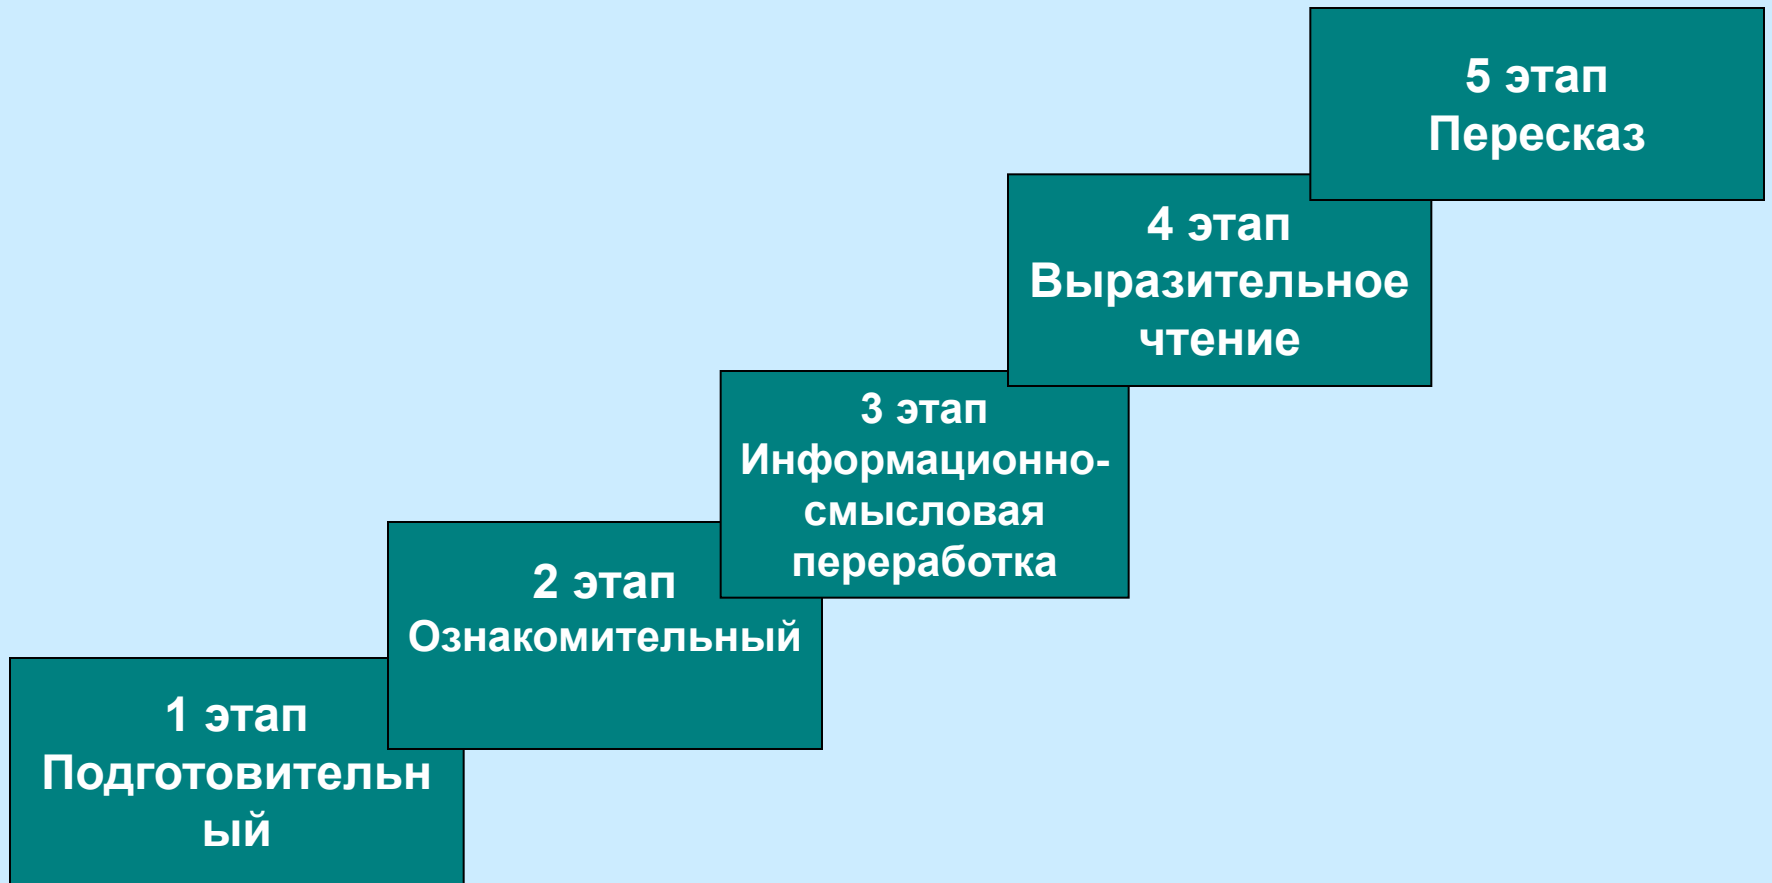 5 этап
Пересказ
4 этап
Выразительное
чтение
3 этап
Информационно-
смысловая
переработка
2 этап
Ознакомительный
1 этап
Подготовительн
ый